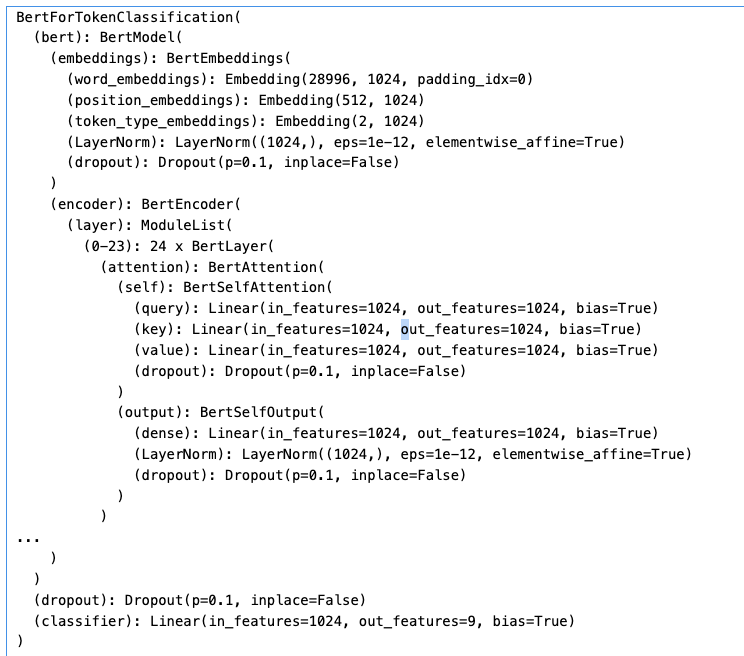 BertForTokenClassification(
  (bert): BertModel(
    (embeddings): BertEmbeddings(
      (word_embeddings): Embedding(28996, 1024, padding_idx=0)
      (position_embeddings): Embedding(512, 1024)
      (token_type_embeddings): Embedding(2, 1024)
      (LayerNorm): LayerNorm((1024,), eps=1e-12, elementwise_affine=True)
      (dropout): Dropout(p=0.1, inplace=False)
    )
    (encoder): BertEncoder(
      (layer): ModuleList(
        (0-23): 24 x BertLayer(
          (attention): BertAttention(
            (self): BertSelfAttention(
              (query): Linear(in_features=1024, out_features=1024, bias=True)
              (key): Linear(in_features=1024, out_features=1024, bias=True)
              (value): Linear(in_features=1024, out_features=1024, bias=True)
              (dropout): Dropout(p=0.1, inplace=False)
            )
            (output): BertSelfOutput(
              (dense): Linear(in_features=1024, out_features=1024, bias=True)
              (LayerNorm): LayerNorm((1024,), eps=1e-12, elementwise_affine=True)
              (dropout): Dropout(p=0.1, inplace=False)
            )
          )
...
    )
  )
  (dropout): Dropout(p=0.1, inplace=False)
  (classifier): Linear(in_features=1024, out_features=9, bias=True)
)